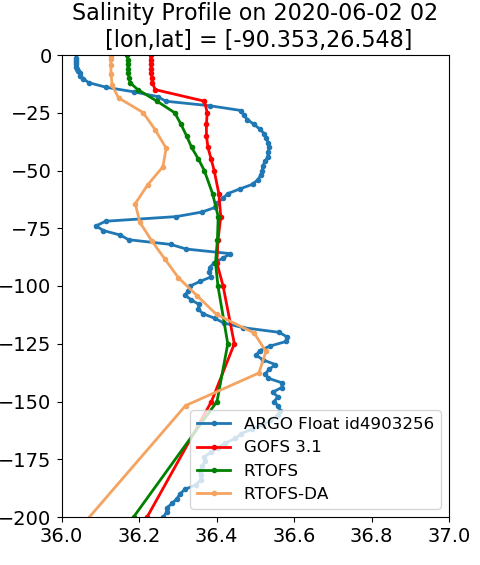 Salinity Profile on 2020-06-02 02
[lon,lat] = [-90.353,26.548]
0
−25
−50
−75
−100
−125
−150
−175
−200
ARGO Float id4903256
GOFS 3.1
RTOFS
RTOFS-DA
36.0 36.2 36.4 36.6 36.8 37.0